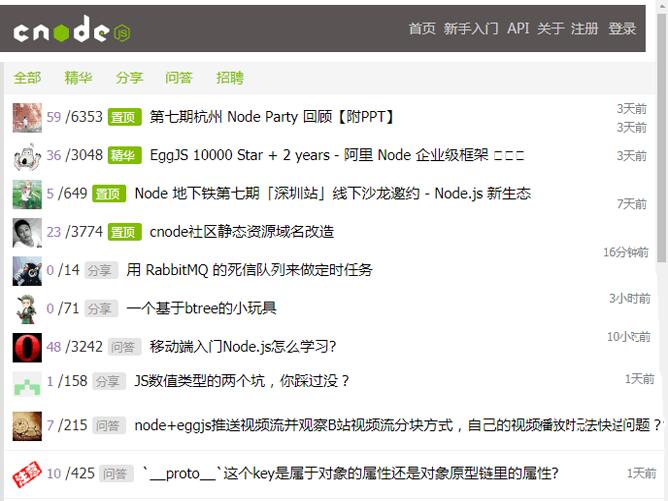 cnode JS 首页 新手入门 API 关于 注册 登录
全部 精华 分享 问答 招聘
59 /6353 置顶 第七期杭州 Node Party 回顾【附PPT】 3天前
3天前
36 /3048 精华 EggJS 10000 Star + 2 years - 阿里 Node 企业级框架 3天前
5 /649 置顶 Node 地下铁第七期「深圳站」线下沙龙邀约 - Node.js 新生态 7天前
23 /3774 置顶 cnode社区静态资源域名改造
16分钟前
0 /14 分享 用 RabbitMQ 的死信队列来做定时任务
0 /71 分享 一个基于btree的小玩具 3小时前
48 /3242 问答 移动端入门Node.js怎么学习? 10小时前
1 /158 分享 JS数值类型的两个坑，你踩过没？ 1天前
7 /215 问答 node+eggjs推送视频流并观察B站视频流分块方式，自己的视频播放时无法快进问题？
注意 10 /425 问答 `__proto__`这个key是属于对象的属性还是对象原型链里的属性? 1天前